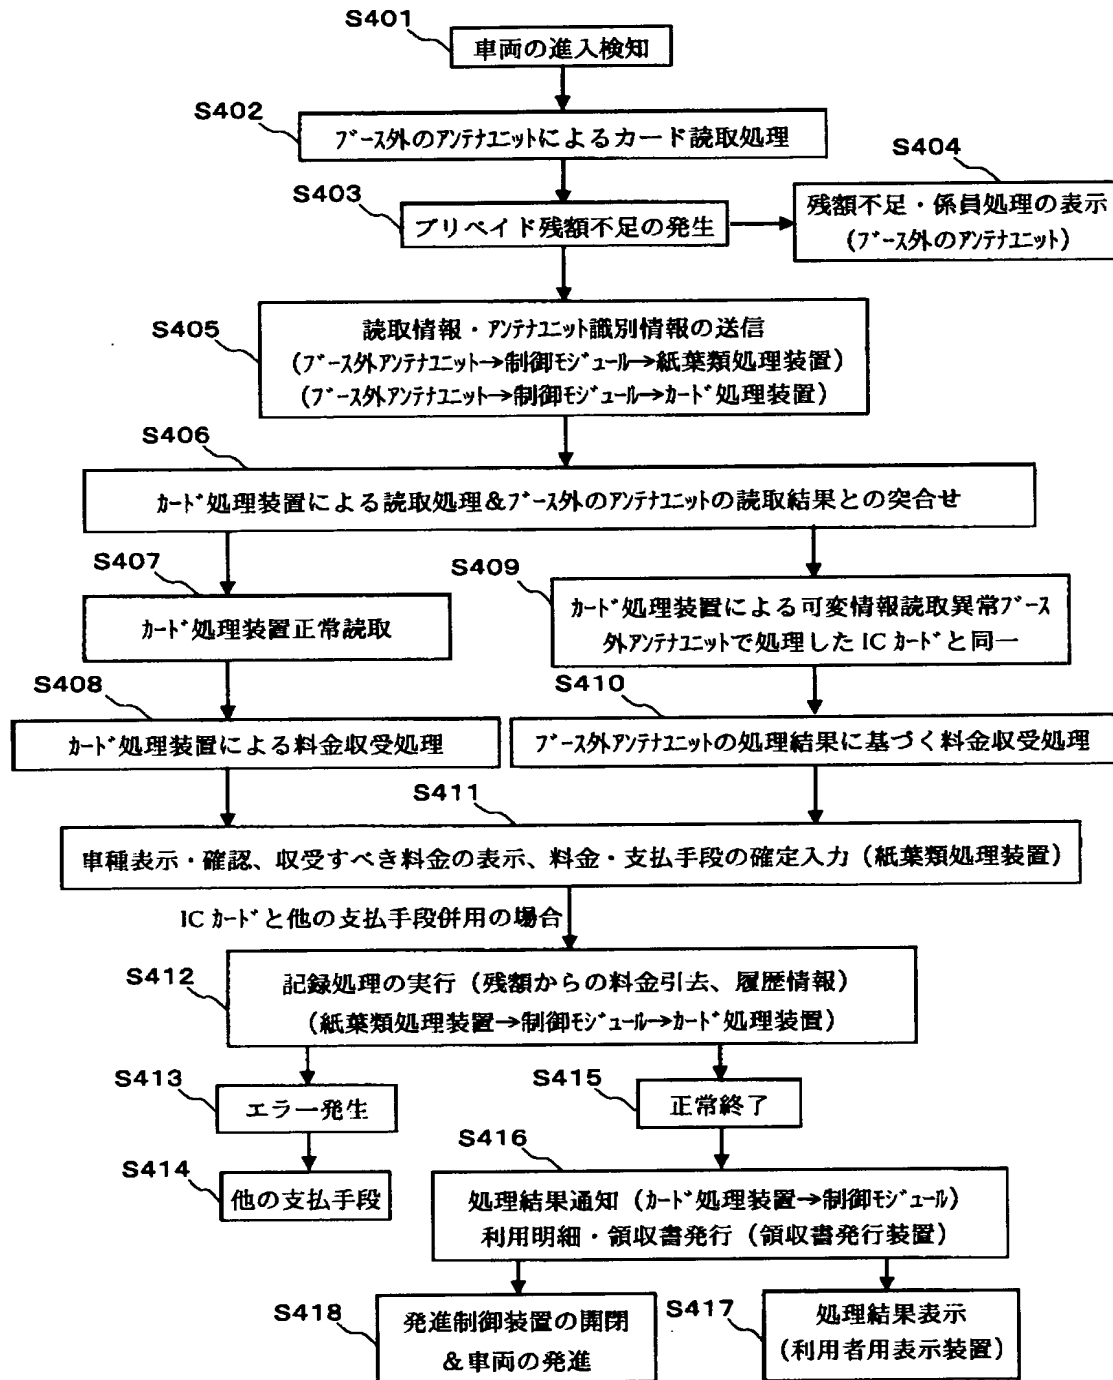 S401
車両の進入検知
S402
ﾌﾞｰｽ外のｱﾝﾃﾅﾕﾆｯﾄによるカード読取処理
S403
プリペイド残額不足の発生
S404
残額不足・係員処理の表示
(ﾌﾞｰｽ外のｱﾝﾃﾅﾕﾆｯﾄ)
S405
読取情報・ｱﾝﾃﾅﾕﾆｯﾄ識別情報の送信
(ﾌﾞｰｽ外ｱﾝﾃﾅﾕﾆｯﾄ→制御ﾓｼﾞｭｰﾙ→紙葉類処理装置)
(ﾌﾞｰｽ外ｱﾝﾃﾅﾕﾆｯﾄ→制御ﾓｼﾞｭｰﾙ→ｶｰﾄﾞ処理装置)
S406
ｶｰﾄﾞ処理装置による読取処理&ﾌﾞｰｽ外のｱﾝﾃﾅﾕﾆｯﾄの読取結果との突合せ
S407
ｶｰﾄﾞ処理装置正常読取
S409
ｶｰﾄﾞ処理装置による可変情報読取異常ﾌﾞｰｽ
外ｱﾝﾃﾅﾕﾆｯﾄで処理したICｶｰﾄﾞと同一
S408
ｶｰﾄﾞ処理装置による料金収受処理
S410
ﾌﾞｰｽ外ｱﾝﾃﾅﾕﾆｯﾄの処理結果に基づく料金収受処理
S411
車種表示・確認、収受すべき料金の表示、料金・支払手段の確定入力(紙葉類処理装置)
ICｶｰﾄﾞと他の支払手段併用の場合
S412
記録処理の実行(残額からの料金引去、履歴情報)
(紙葉類処理装置→制御ﾓｼﾞｭｰﾙ→ｶｰﾄﾞ処理装置)
S413
エラー発生
S415
正常終了
S414
他の支払手段
S416
処理結果通知(ｶｰﾄﾞ処理装置→制御ﾓｼﾞｭｰﾙ)
利用明細・領収書発行(領収書発行装置)
S418
発進制御装置の開閉
&車両の発進
S417
処理結果表示
(利用者用表示装置)